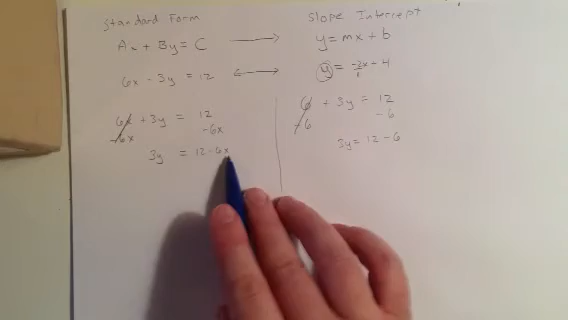 Standard Form
Slope Intercept
Ax + By = C
y = mx + b
6x - 3y = 12
y = -2x - 4
6x + 3y = 12
-6x -6x
3y = 12 - 6x
6 + 3y = 12
-6 -6
3y = 12 - 6